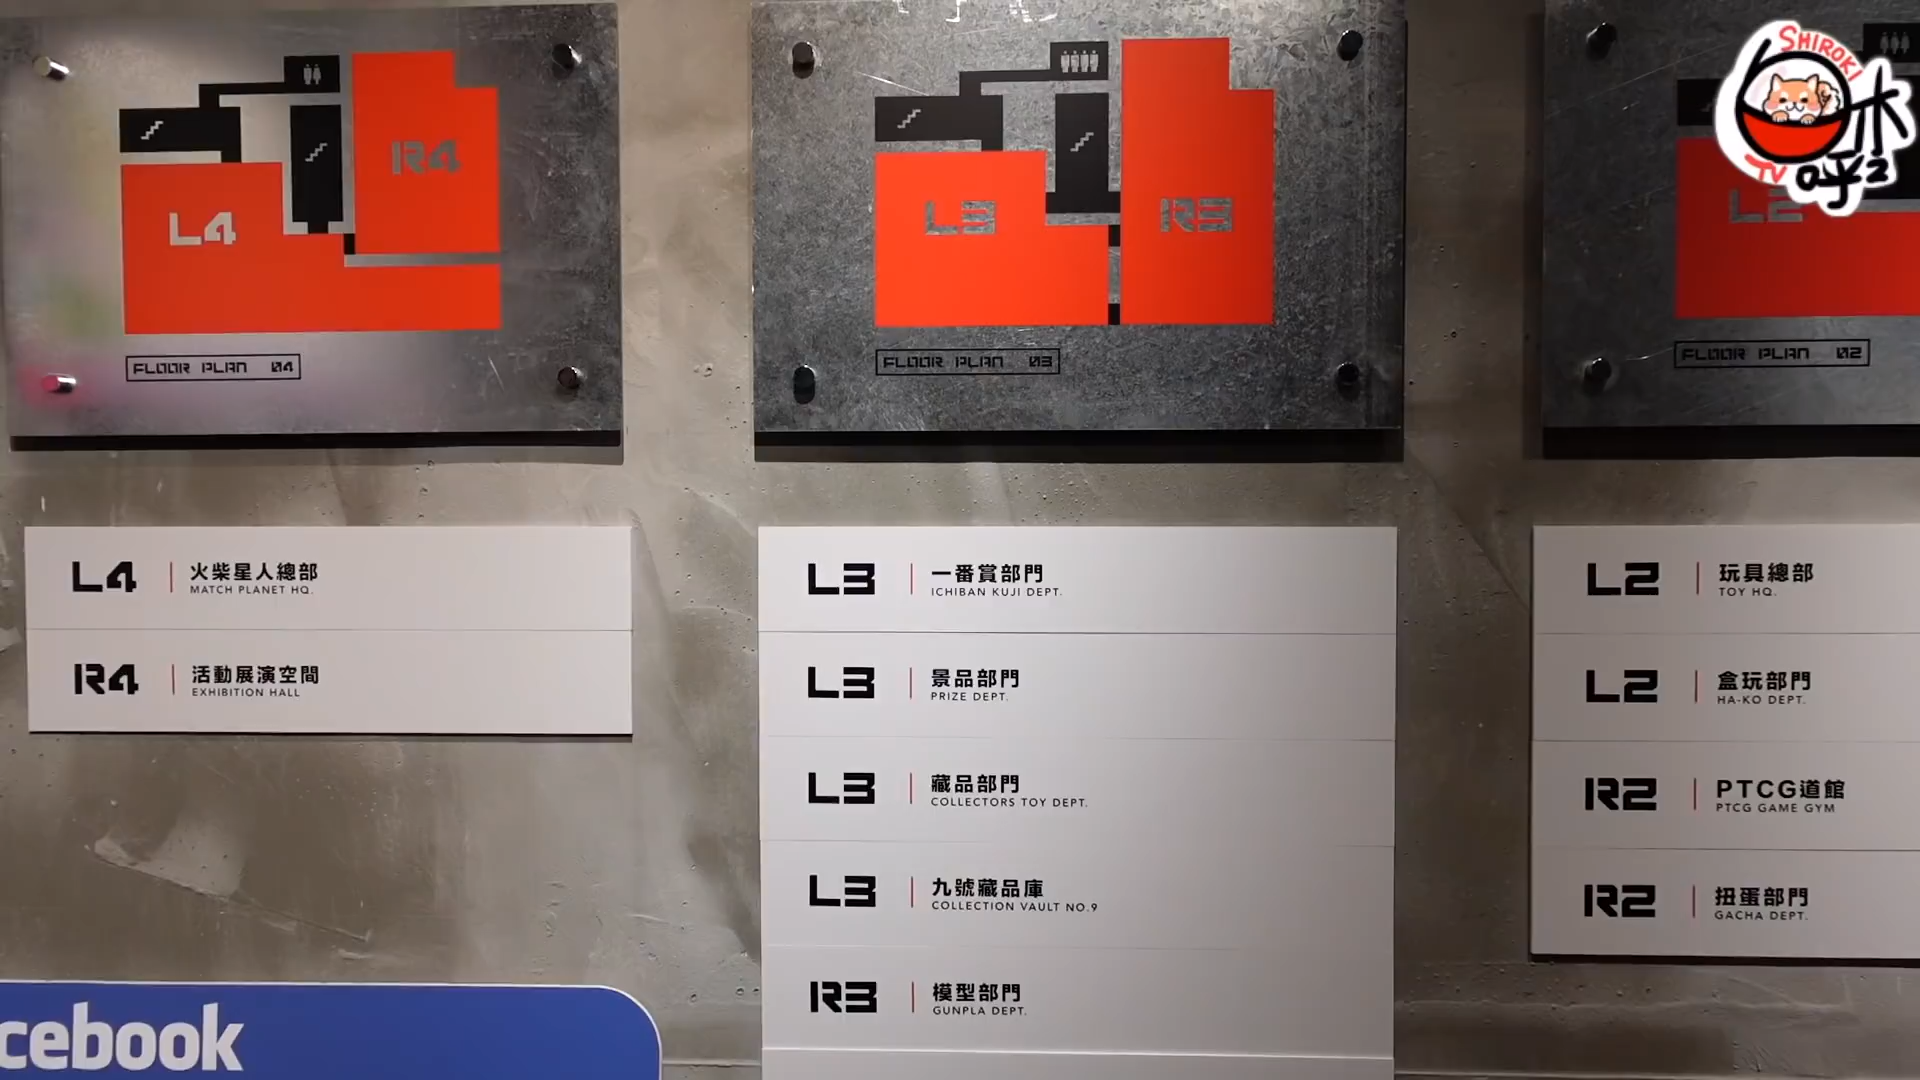 L4
R4
FLOOR PLAN 04
L4 火柴星人總部
MATCH PLANET HQ.
R4 活動展演空間
EXHIBITION HALL
cebook
L3
R3
FLOOR PLAN 03
L3 一番賞部門
ICHIBAN KUJI DEPT.
L3 景品部門
PRIZE DEPT.
L3 藏品部門
COLLECTORS TOY DEPT.
L3 九號藏品庫
COLLECTION VAULT NO.9
R3 模型部門
GUNPLA DEPT.
L2
FLOOR PLAN 02
L2 玩具總部
TOY HQ.
L2 盒玩部門
HA-KO DEPT.
R2 PTCG道館
PTCG GAME GYM
R2 扭蛋部門
GACHA DEPT.
SHIROKI
TV